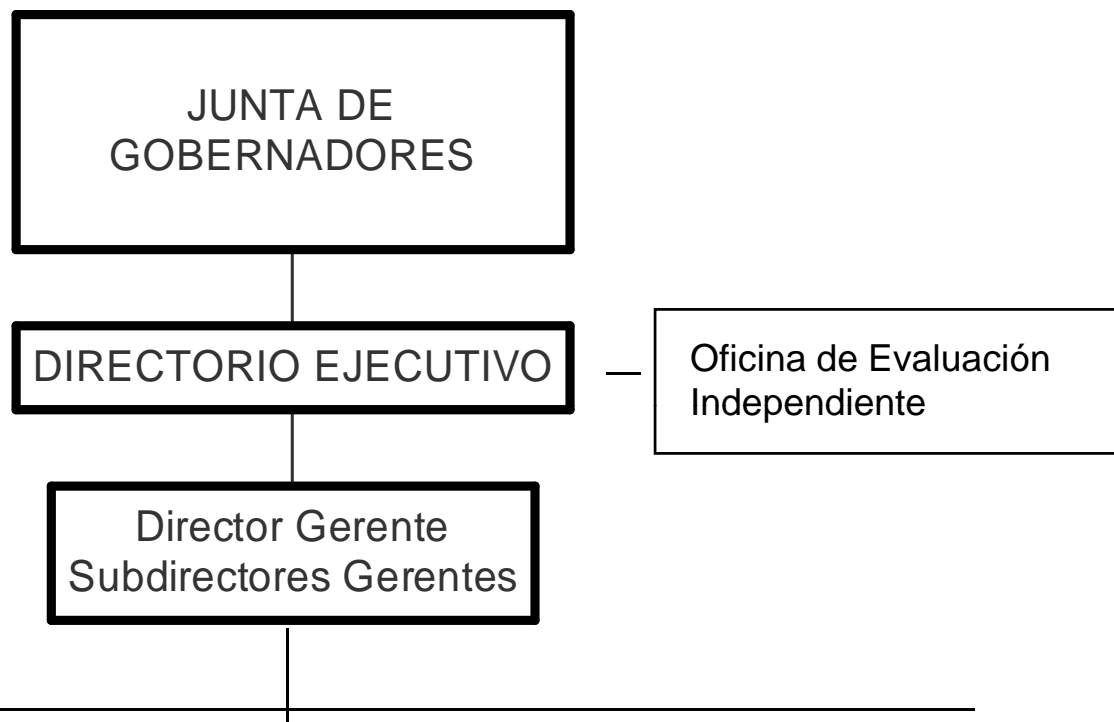 JUNTA DE
GOBERNADORES
DIRECTORIO EJECUTIVO
Oficina de Evaluación
Independiente
Director Gerente
Subdirectores Gerentes